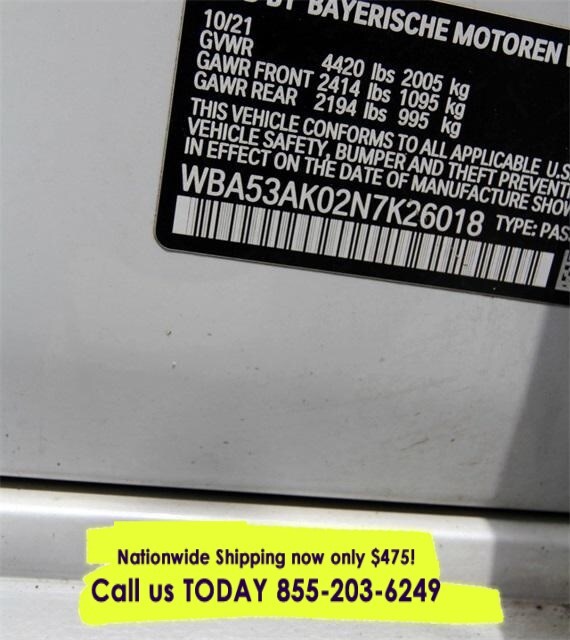 BY BAYERISCHE MOTOREN
10/21
GVWR 4420 lbs 2005 kg
GAWR FRONT 2414 lbs 1095 kg
GAWR REAR 2194 lbs 995 kg
THIS VEHICLE CONFORMS TO ALL APPLICABLE U.S
VEHICLE SAFETY, BUMPER AND THEFT PREVENTI
IN EFFECT ON THE DATE OF MANUFACTURE SHOW
WBA53AK02N7K26018 TYPE: PAS
Nationwide Shipping now only $475!
Call us TODAY 855-203-6249